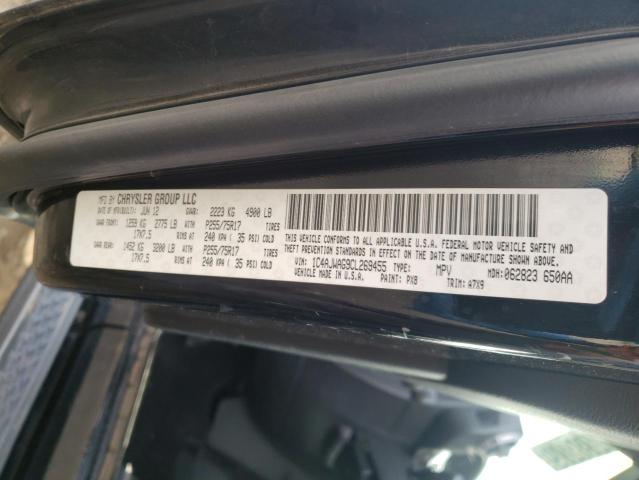 MFD BY CHRYSLER GROUP LLC
DATE OF MFR(BUILT) JUN 12 GVWR: 2223 KG 4900 LB
GAWR FRONT: 1259 KG 2775 LB P255/75R17 TIRES
17X7.5 RIMS AT 240 KPA ( 35 PSI) COLD
GAWR REAR: 1452 KG 3200 LB P255/75R17 TIRES
17X7.5 RIMS AT 240 KPA ( 35 PSI) COLD
THIS VEHICLE CONFORMS TO ALL APPLICABLE U.S.A. FEDERAL MOTOR VEHICLE SAFETY AND
THEFT PREVENTION STANDARDS IN EFFECT ON THE DATE OF MANUFACTURE SHOWN ABOVE.
VIN: 1C4AJWAG9CL269455 TYPE: MPV MDH: 062823 650AA
MADE IN U.S.A. PAINT: PX8 TRIM: A7X9